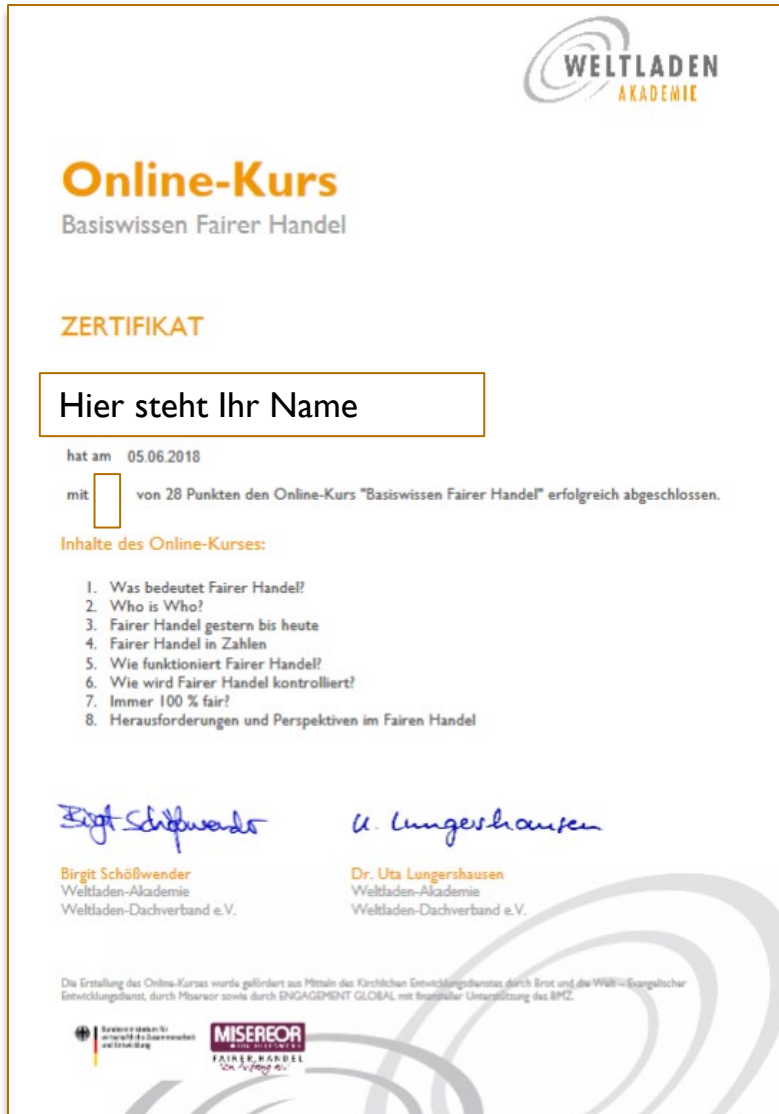 WELTLADEN
AKADEMIE
Online-Kurs
Basiswissen Fairer Handel
ZERTIFIKAT
Hier steht Ihr Name
hat am 05.06.2018
mit von 28 Punkten den Online-Kurs "Basiswissen Fairer Handel" erfolgreich abgeschlossen.
Inhalte des Online-Kurses:
1. Was bedeutet Fairer Handel?
2. Who is Who?
3. Fairer Handel gestern bis heute
4. Fairer Handel in Zahlen
5. Wie funktioniert Fairer Handel?
6. Wie wird Fairer Handel kontrolliert?
7. Immer 100 % fair?
8. Herausforderungen und Perspektiven im Fairen Handel
Birgit Schößwender U. Lungershausen
Birgit Schößwender Dr. Uta Lungershausen
Weltladen-Akademie Weltladen-Akademie
Weltladen-Dachverband e.V. Weltladen-Dachverband e.V.
Die Erstellung des Online-Kurses wurde gefördert aus Mitteln des Kirchlichen Entwicklungsdienstes durch Brot und die Welt – Evangelischer
Entwicklungsdienst, durch Misereor sowie durch ENGAGEMENT GLOBAL mit finanzieller Unterstützung des BMZ.
Bundesministerium für
wirtschaftliche Zusammenarbeit
und Entwicklung
MISEREOR
FAIRER HANDEL